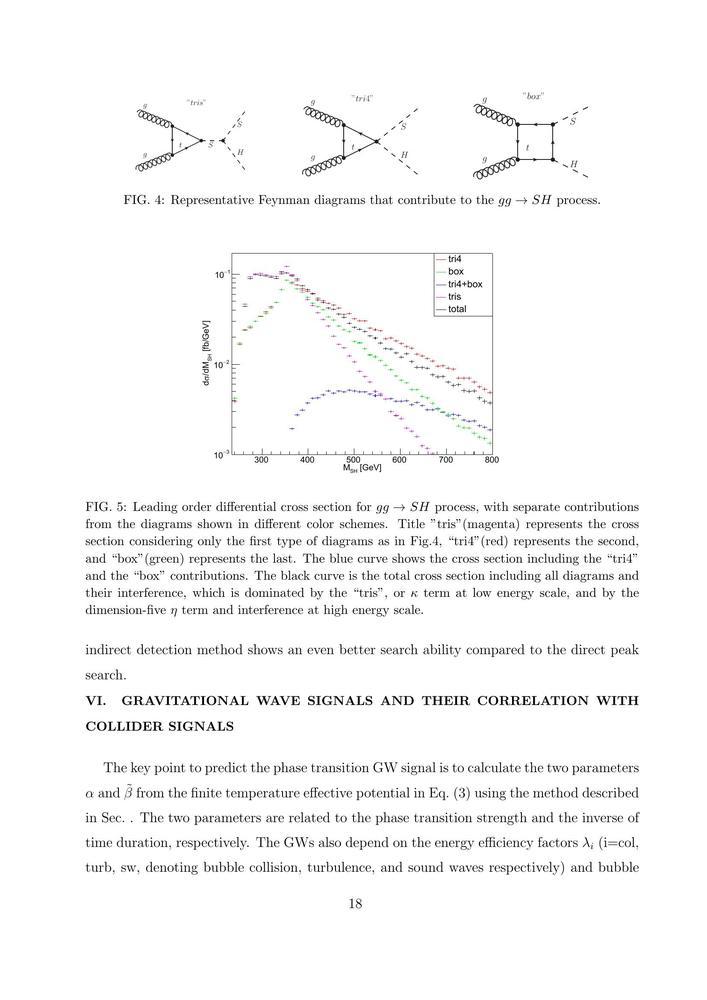 g
"tris"
g
t
S
S
H
g
"tri4"
g
t
S
H
g
"box"
g
t
S
H
FIG. 4: Representative Feynman diagrams that contribute to the gg → SH process.
dσ/dM_SH [fb/GeV]
10⁻¹
10⁻²
10⁻³
tri4
box
tri4+box
tris
total
300 400 500 600 700 800
M_SH [GeV]
FIG. 5: Leading order differential cross section for gg → SH process, with separate contributions
from the diagrams shown in different color schemes. Title ”tris”(magenta) represents the cross
section considering only the first type of diagrams as in Fig.4, “tri4”(red) represents the second,
and “box”(green) represents the last. The blue curve shows the cross section including the “tri4”
and the “box” contributions. The black curve is the total cross section including all diagrams and
their interference, which is dominated by the “tris”, or κ term at low energy scale, and by the
dimension-five η term and interference at high energy scale.
indirect detection method shows an even better search ability compared to the direct peak
search.
VI. GRAVITATIONAL WAVE SIGNALS AND THEIR CORRELATION WITH
COLLIDER SIGNALS
The key point to predict the phase transition GW signal is to calculate the two parameters
α and β̃ from the finite temperature effective potential in Eq. (3) using the method described
in Sec. . The two parameters are related to the phase transition strength and the inverse of
time duration, respectively. The GWs also depend on the energy efficiency factors λᵢ (i=col,
turb, sw, denoting bubble collision, turbulence, and sound waves respectively) and bubble
18